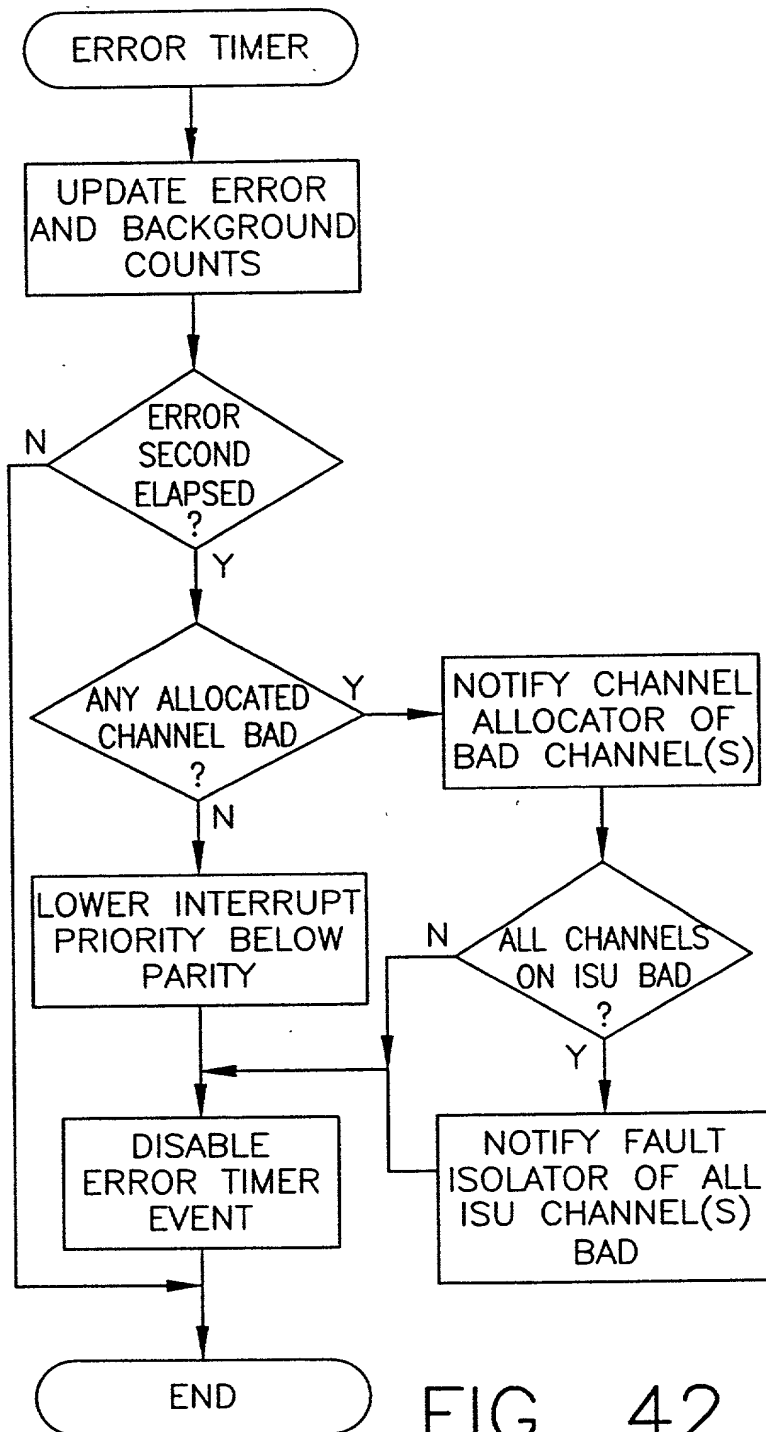 ERROR TIMER
UPDATE ERROR
AND BACKGROUND
COUNTS
ERROR
SECOND
ELAPSED
?
N
Y
ANY ALLOCATED
CHANNEL BAD
?
Y
N
NOTIFY CHANNEL
ALLOCATOR OF
BAD CHANNEL(S)
LOWER INTERRUPT
PRIORITY BELOW
PARITY
ALL CHANNELS
ON ISU BAD
?
N
Y
DISABLE
ERROR TIMER
EVENT
NOTIFY FAULT
ISOLATOR OF ALL
ISU CHANNEL(S)
BAD
END
FIG. 42